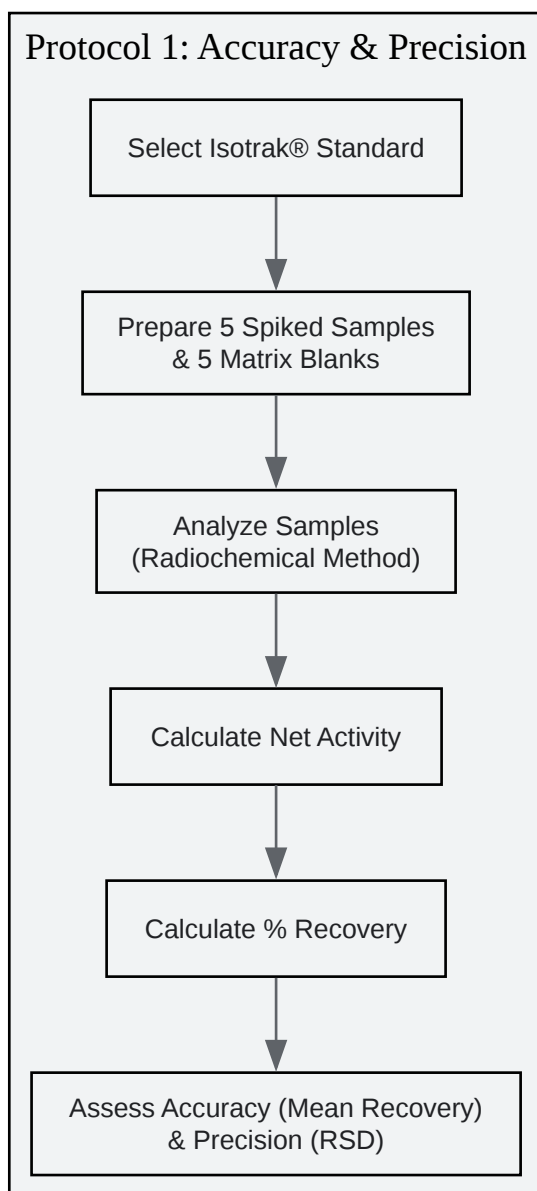 Protocol 1: Accuracy & Precision
Select Isotrak® Standard
Prepare 5 Spiked Samples
& 5 Matrix Blanks
Analyze Samples
(Radiochemical Method)
Calculate Net Activity
Calculate % Recovery
Assess Accuracy (Mean Recovery)
& Precision (RSD)